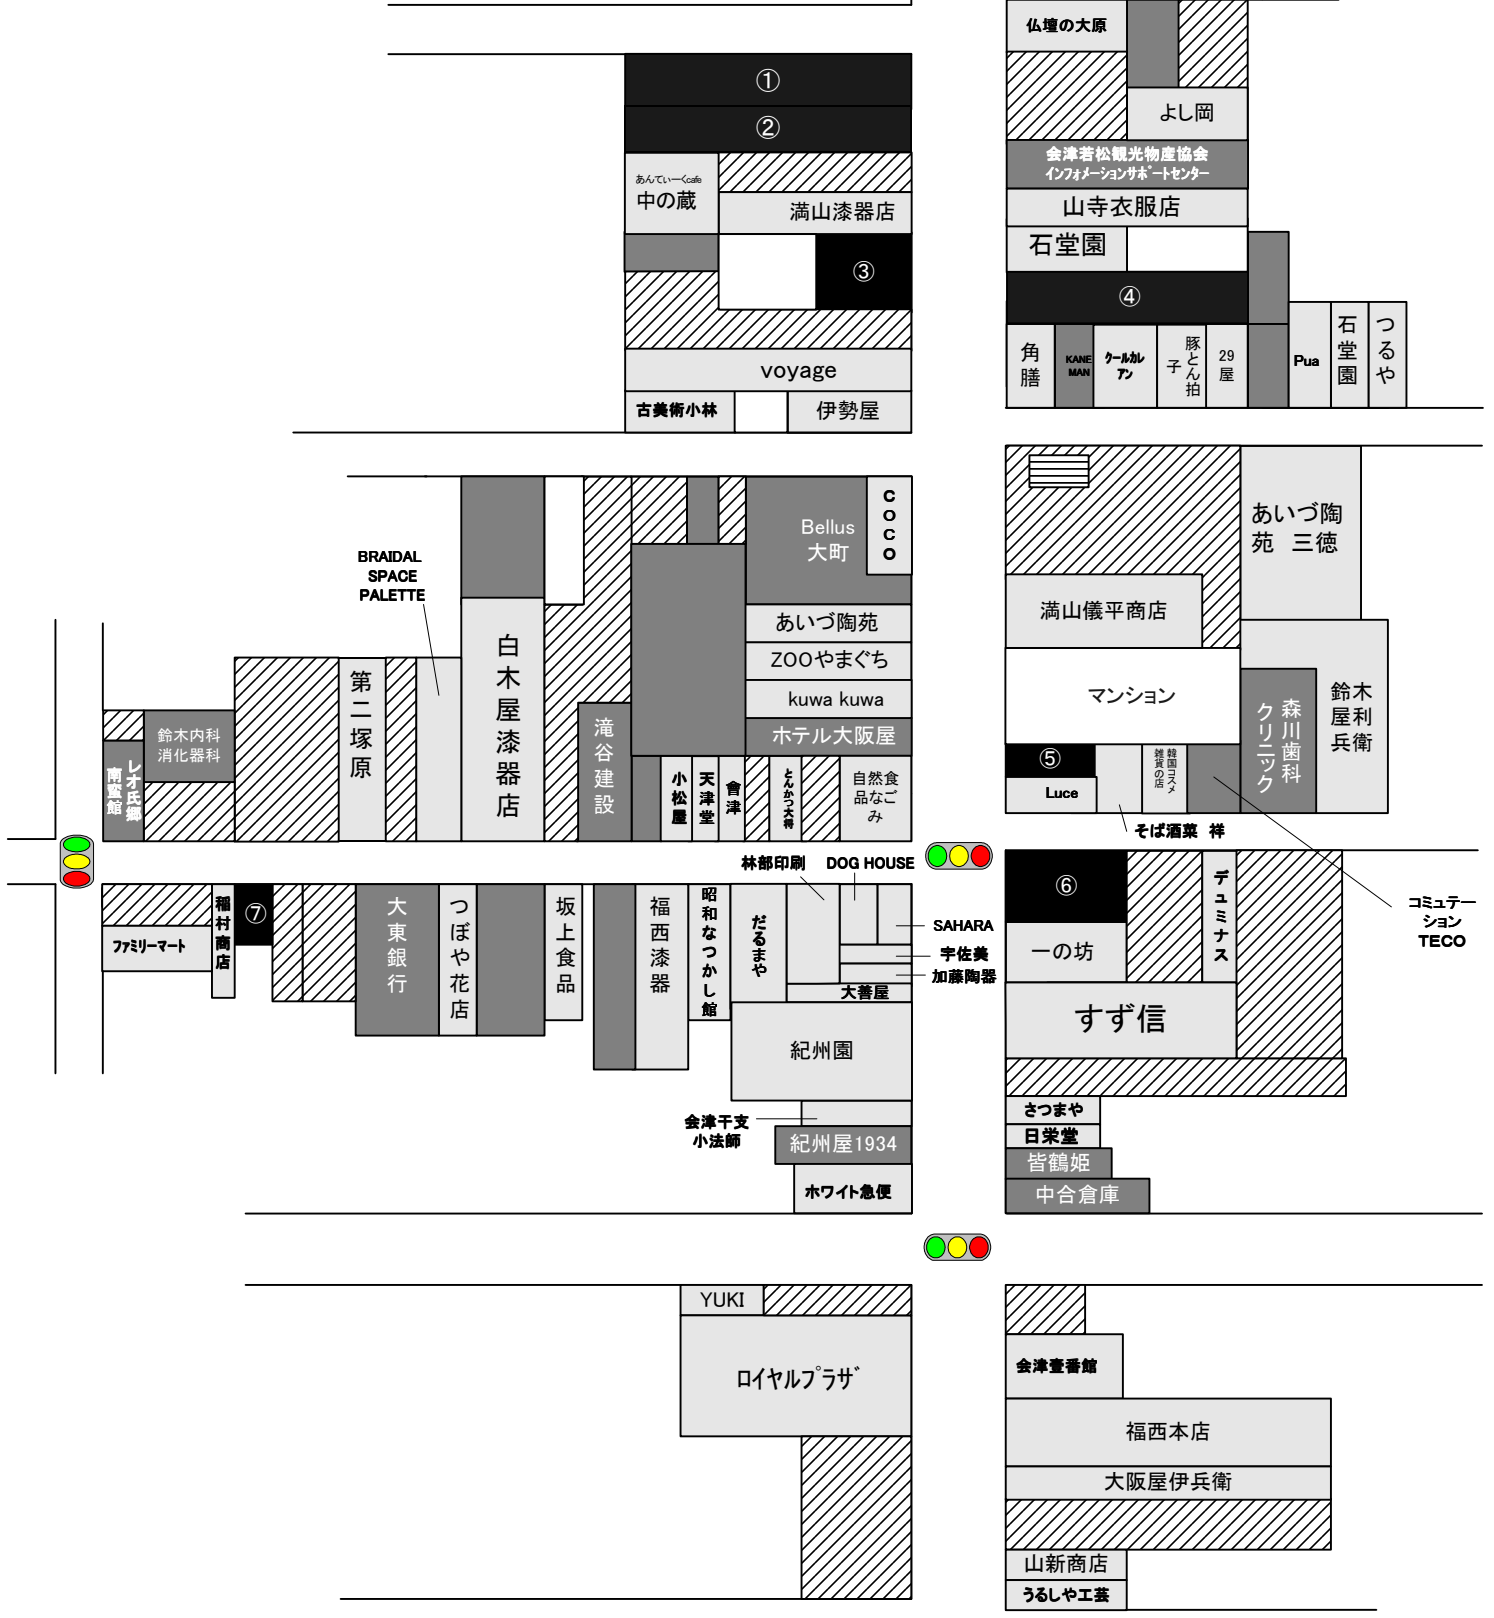 仏壇の大原
よし岡
会津若松観光物産協会
インフォメーションサポートセンター
山寺衣服店
石堂園
④
角膳
KANE
MAN
クールカレ
アン
豚とん拍
子
29
屋
Pua
石堂園
つるや
①
②
あんてぃーくcafe
中の蔵
満山漆器店
③
voyage
古美術小林
伊勢屋
BRAIDAL
SPACE
PALETTE
Bellus
大町
COCO
あいづ陶苑
ZOOやまぐち
kuwa kuwa
ホテル大阪屋
白木屋漆器店
第二塚原
鈴木内科
消化器科
レオ氏郷
南蛮館
滝谷建設
小松屋
天津堂
會津
とんかつ大将
自然食
品なご
み
あいづ陶
苑 三徳
満山儀平商店
マンション
鈴木
屋利
兵衛
森川歯科
クリニック
⑤
Luce
韓国コスメ
雑貨の店
そば酒菜 祥
コミュテー
ション
TECO
林部印刷
DOG HOUSE
SAHARA
宇佐美
加藤陶器
大善屋
ファミリーマート
稲村商店
⑦
大東銀行
つぼや花店
坂上食品
福西漆器
昭和なつかし館
だるまや
紀州園
会津干支
小法師
紀州屋1934
ホワイト急便
⑥
一の坊
デュミナス
すず信
さつまや
日栄堂
皆鶴姫
中合倉庫
YUKI
ロイヤルプラザ
会津壹番館
福西本店
大阪屋伊兵衛
山新商店
うるしや工芸